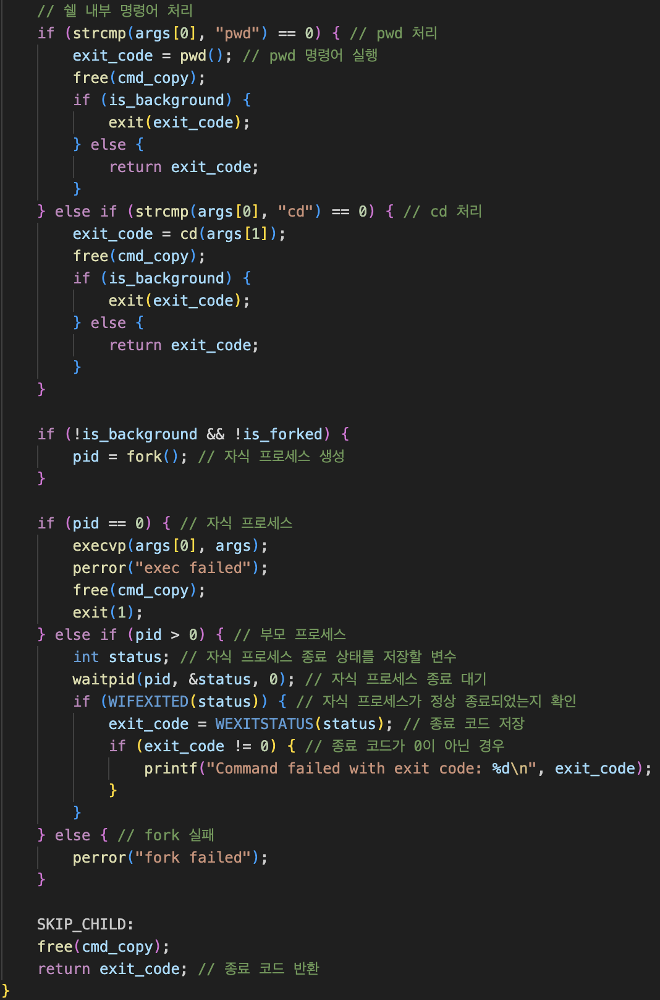 // 쉘 내부 명령어 처리
if (strcmp(args[0], "pwd") == 0) { // pwd 처리
exit_code = pwd(); // pwd 명령어 실행
free(cmd_copy);
if (is_background) {
exit(exit_code);
} else {
return exit_code;
}
} else if (strcmp(args[0], "cd") == 0) { // cd 처리
exit_code = cd(args[1]);
free(cmd_copy);
if (is_background) {
exit(exit_code);
} else {
return exit_code;
}
}
if (!is_background && !is_forked) {
pid = fork(); // 자식 프로세스 생성
}
if (pid == 0) { // 자식 프로세스
execvp(args[0], args);
perror("exec failed");
free(cmd_copy);
exit(1);
} else if (pid > 0) { // 부모 프로세스
int status; // 자식 프로세스 종료 상태를 저장할 변수
waitpid(pid, &status, 0); // 자식 프로세스 종료 대기
if (WIFEXITED(status)) { // 자식 프로세스가 정상 종료되었는지 확인
exit_code = WEXITSTATUS(status); // 종료 코드 저장
if (exit_code != 0) { // 종료 코드가 0이 아닌 경우
printf("Command failed with exit code: %d\n", exit_code);
}
}
} else { // fork 실패
perror("fork failed");
}
SKIP_CHILD:
free(cmd_copy);
return exit_code; // 종료 코드 반환
}